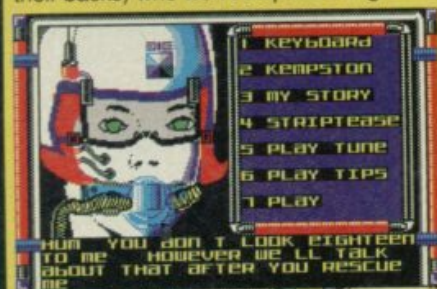 DKE
1 KEYBOARD
2 KEMPSTON
3 MY STORY
4 STRIPTEASE
5 PLAY TUNE
6 PLAY TIPS
7 PLAY
HUM YOU DON T LOOK EIGHTEEN
TO ME HOWEVER WE LL TALK
ABOUT THAT AFTER YOU RESCUE
ME